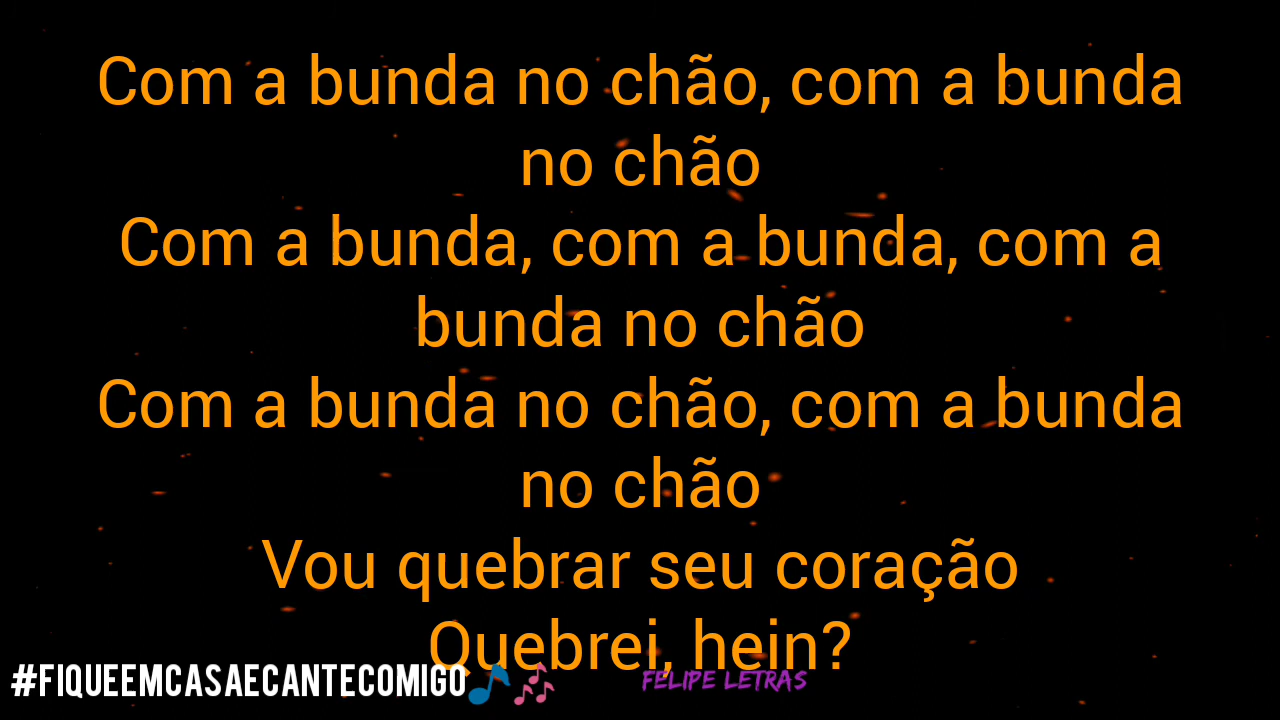 Com a bunda no chão, com a bunda
no chão
Com a bunda, com a bunda, com a
bunda no chão
Com a bunda no chão, com a bunda
no chão
Vou quebrar seu coração
Quebrei, hein?
#FIQUEEMCASAECANTECOMIGO🎵🎶
FELIPE LETRAS